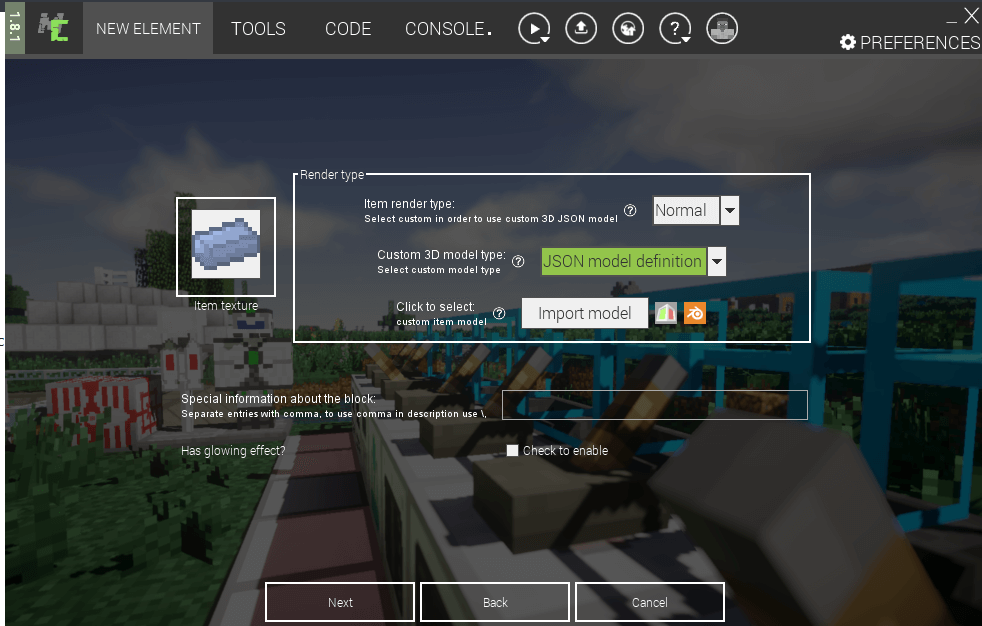 1.8.1
NEW ELEMENT
TOOLS
CODE
CONSOLE.
?
_ X
PREFERENCES
Render type
Item render type:
Select custom in order to use custom 3D JSON model
?
Normal
Custom 3D model type:
Select custom model type
?
JSON model definition
Click to select:
custom item model
?
Import model
Item texture
Special information about the block:
Separate entries with comma, to use comma in description use \,
Has glowing effect?
Check to enable
Next
Back
Cancel